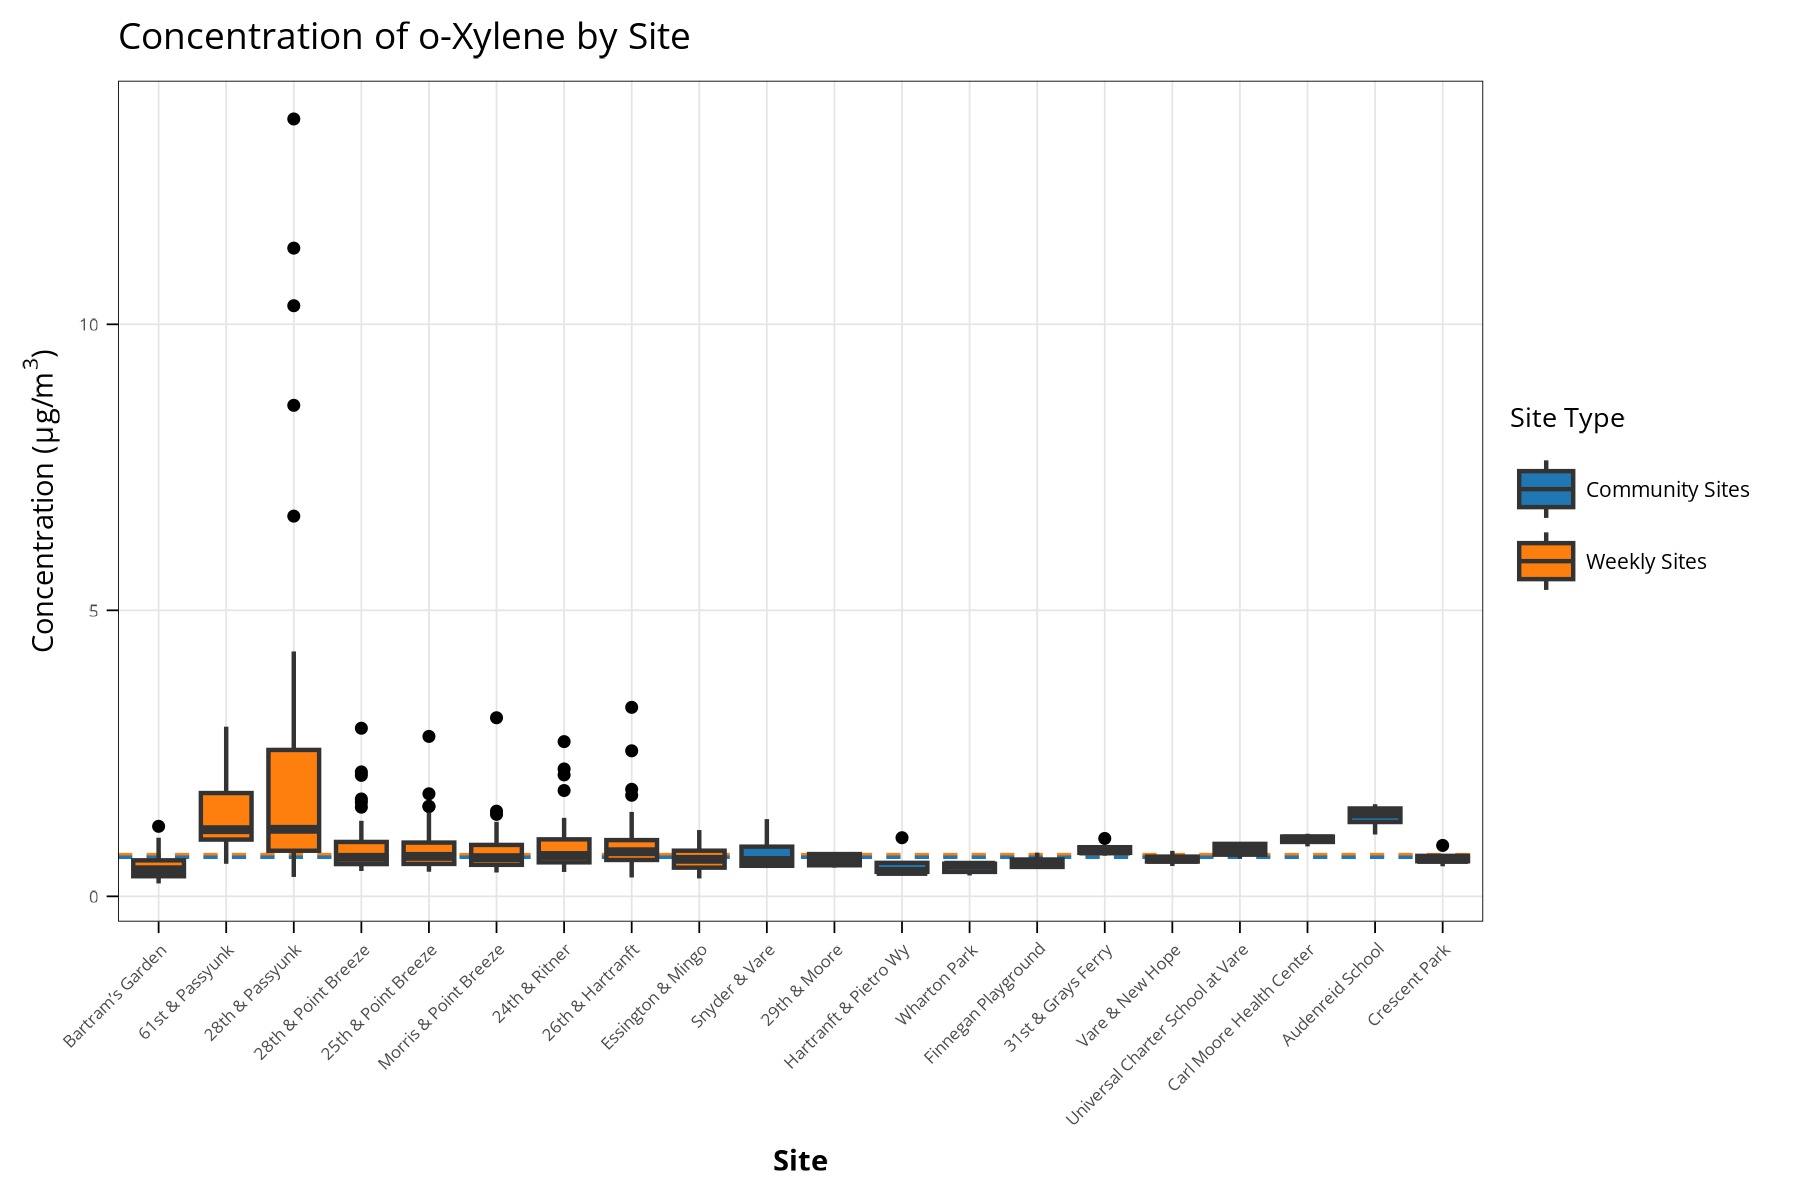 Concentration of o-Xylene by Site
Concentration (µg/m³)
10
5
0
Bartram's Garden
61st & Passyunk
28th & Passyunk
28th & Point Breeze
25th & Point Breeze
Morris & Point Breeze
24th & Ritner
26th & Hartranft
Essington & Mingo
Snyder & Vare
29th & Moore
Hartranft & Pietro Wy
Wharton Park
Finnegan Playground
31st & Grays Ferry
Vare & New Hope
Universal Charter School at Vare
Carl Moore Health Center
Audenreid School
Crescent Park
Site
Site Type
Community Sites
Weekly Sites